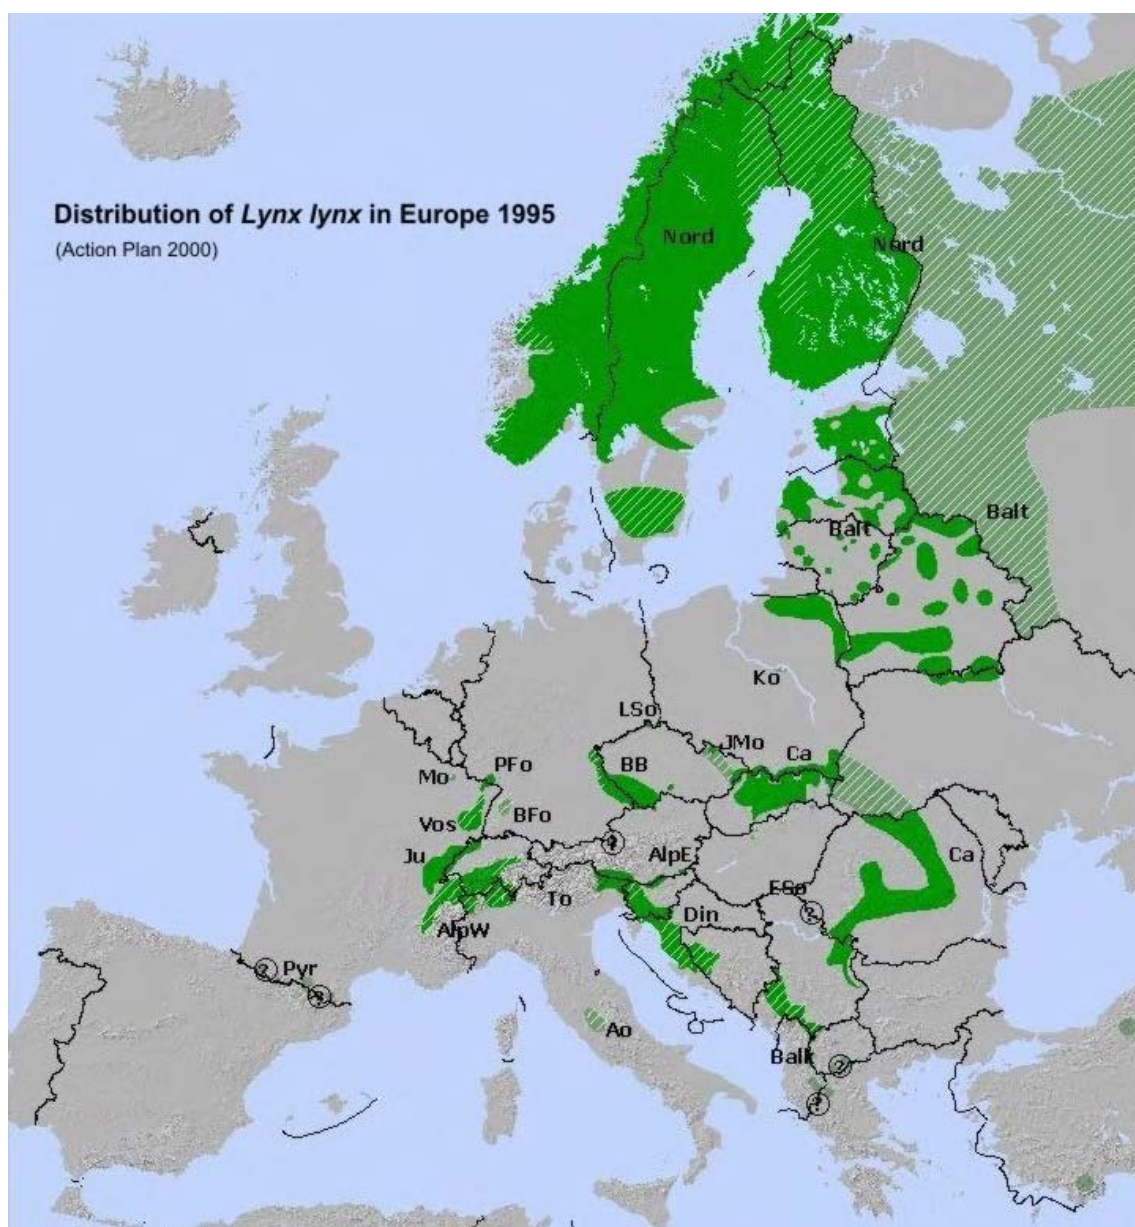 Distribution of Lynx lynx in Europe 1995
(Action Plan 2000)
Nord
Nord
Balt
Balt
Ko
LSo
JMo
Ca
BB
PFo
Mo
BFo
Vos
Ju
?
AlpE
Ca
ESo
?
To
Din
AlpW
?
Pyr
?
Ao
Balk
?
?